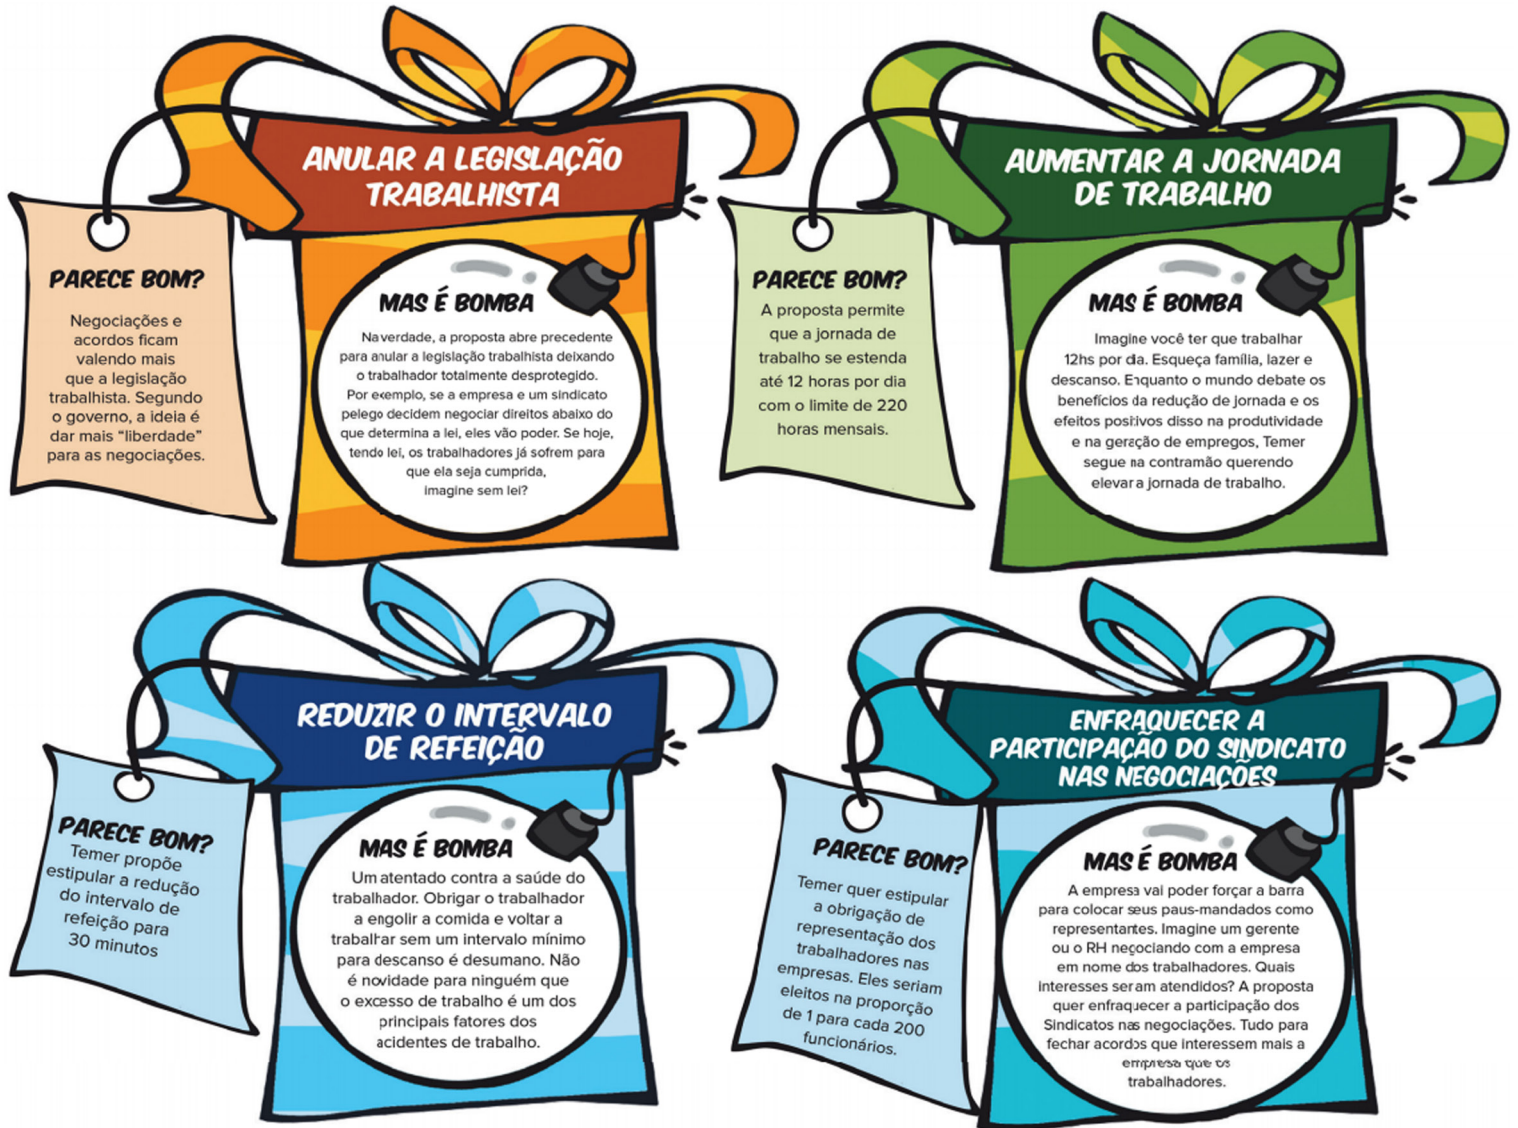 ANULAR A LEGISLAÇÃO
TRABALHISTA
PARECE BOM?
Negociações e
acordos ficam
valendo mais
que a legislação
trabalhista. Segundo
o governo, a ideia é
dar mais “liberdade”
para as negociações.
MAS É BOMBA
Na verdade, a proposta abre precedente
para anular a legislação trabalhista deixando
o trabalhador totalmente desprotegido.
Por exemplo, se a empresa e um sindicato
pelego decidem negociar direitos abaixo do
que determina a lei, eles vão poder. Se hoje,
tendo lei, os trabalhadores já sofrem para
que ela seja cumprida,
imagine sem lei?
AUMENTAR A JORNADA
DE TRABALHO
PARECE BOM?
A proposta permite
que a jornada de
trabalho se estenda
até 12 horas por dia
com o limite de 220
horas mensais.
MAS É BOMBA
Imagine você ter que trabalhar
12hs por dia. Esqueça família, lazer e
descanso. Enquanto o mundo debate os
benefícios da redução de jornada e os
efeitos positivos disso na produtividade
e na geração de empregos, Temer
segue na contramão querendo
elevar a jornada de trabalho.
REDUZIR O INTERVALO
DE REFEIÇÃO
PARECE BOM?
Temer propõe
estipular a redução
do intervalo de
refeição para
30 minutos
MAS É BOMBA
Um atentado contra a saúde do
trabalhador. Obrigar o trabalhador
a engolir a comida e voltar a
trabalhar sem um intervalo mínimo
para descanso é desumano. Não
é novidade para ninguém que
o excesso de trabalho é um dos
principais fatores dos
acidentes de trabalho.
ENFRAQUECER A
PARTICIPAÇÃO DO SINDICATO
NAS NEGOCIAÇÕES
PARECE BOM?
Temer quer estipular
a obrigação de
representação dos
trabalhadores nas
empresas. Eles seriam
eleitos na proporção
de 1 para cada 200
funcionários.
MAS É BOMBA
A empresa vai poder forçar a barra
para colocar seus paus-mandados como
representantes. Imagine um gerente
ou o RH negociando com a empresa
em nome dos trabalhadores. Quais
interesses seriam atendidos? A proposta
quer enfraquecer a participação dos
Sindicatos nas negociações. Tudo para
fechar acordos que interessem mais a
empresa que os
trabalhadores.